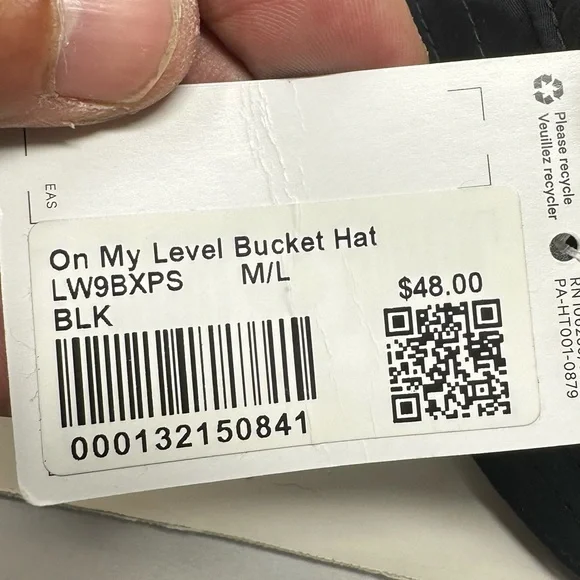 Please recycle
Veuillez recycler
EAS
On My Level Bucket Hat
LW9BXPS M/L
BLK
$48.00
000132150841
PA-HT001-0879